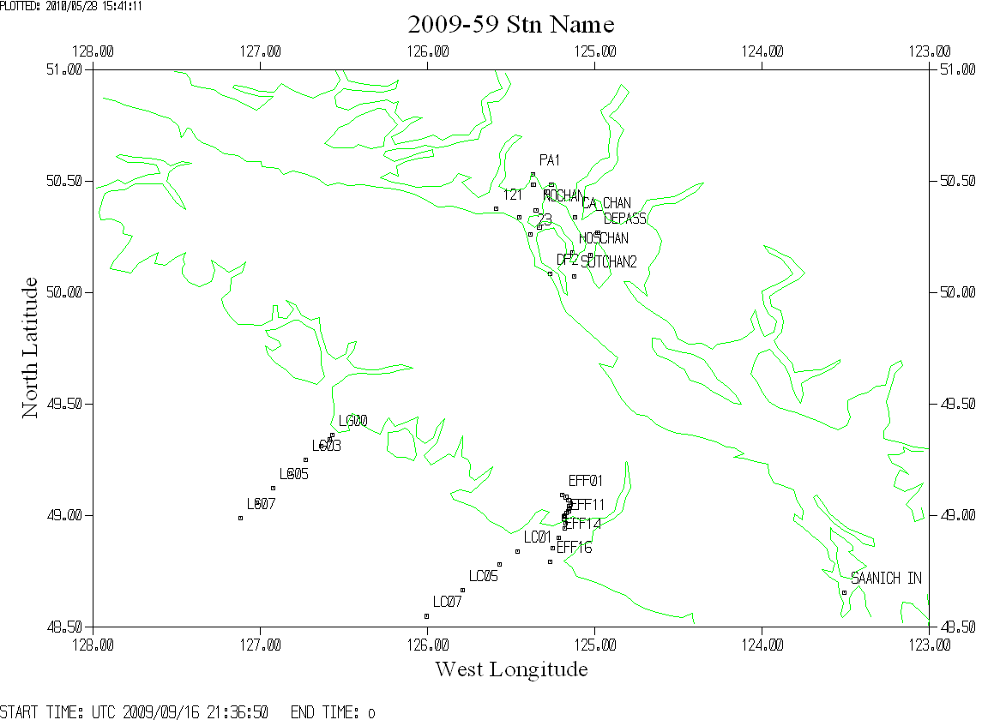 PLOTTED: 2010/05/28 15:41:11
2009-59 Stn Name
128.00 127.00 126.00 125.00 124.00 123.00
51.00 51.00
PA1
50.50 50.50
121 NOCHAN CA_CHAN
23 DEPASS
HOSCHAN
DF2 SUTCHAN2
50.00 50.00
North Latitude
49.50 49.50
LG00
LG03
LG05 EFF01
LG07 EFF11
49.00 49.00
EFF14
LC01 EFF16
LC05 SAANICH IN
LC07
48.50 48.50
128.00 127.00 126.00 125.00 124.00 123.00
West Longitude
START TIME: UTC 2009/09/16 21:36:50 END TIME: o